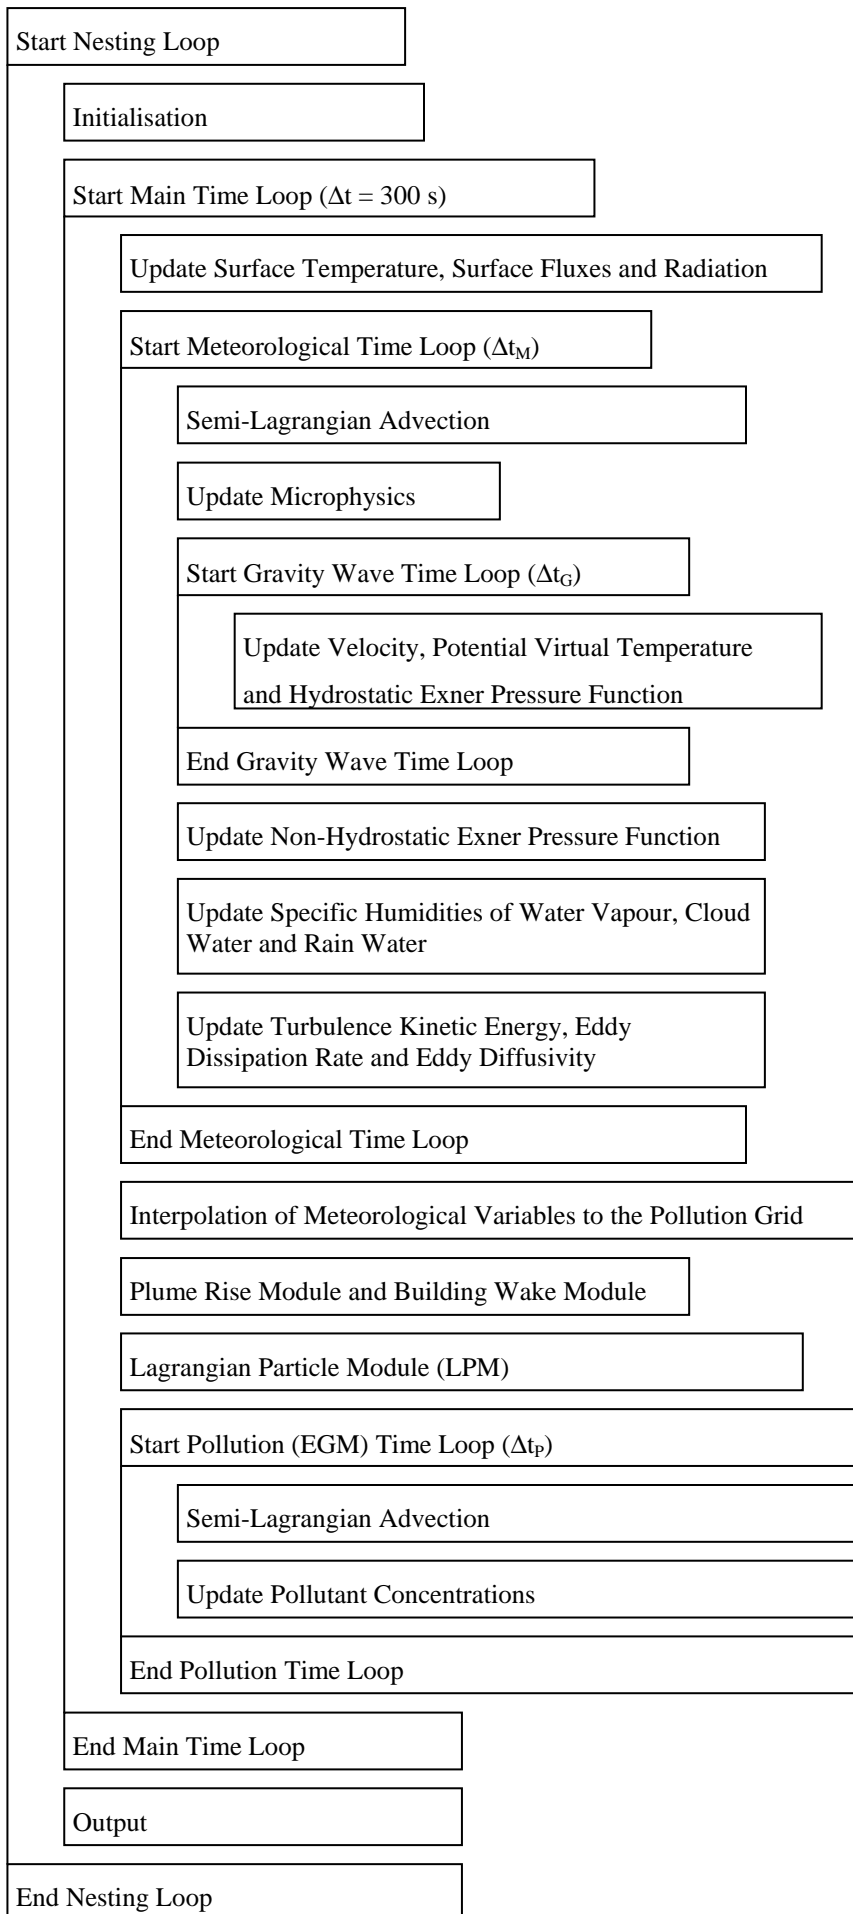 Start Nesting Loop
Initialisation
Start Main Time Loop (Δt = 300 s)
Update Surface Temperature, Surface Fluxes and Radiation
Start Meteorological Time Loop (Δt_M)
Semi-Lagrangian Advection
Update Microphysics
Start Gravity Wave Time Loop (Δt_G)
Update Velocity, Potential Virtual Temperature
and Hydrostatic Exner Pressure Function
End Gravity Wave Time Loop
Update Non-Hydrostatic Exner Pressure Function
Update Specific Humidities of Water Vapour, Cloud
Water and Rain Water
Update Turbulence Kinetic Energy, Eddy
Dissipation Rate and Eddy Diffusivity
End Meteorological Time Loop
Interpolation of Meteorological Variables to the Pollution Grid
Plume Rise Module and Building Wake Module
Lagrangian Particle Module (LPM)
Start Pollution (EGM) Time Loop (Δt_P)
Semi-Lagrangian Advection
Update Pollutant Concentrations
End Pollution Time Loop
End Main Time Loop
Output
End Nesting Loop